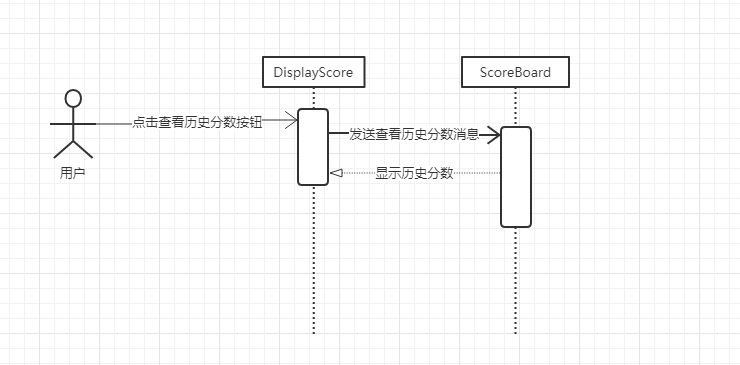 DisplayScore
ScoreBoard
点击查看历史分数按钮
发送查看历史分数消息
显示历史分数
用户